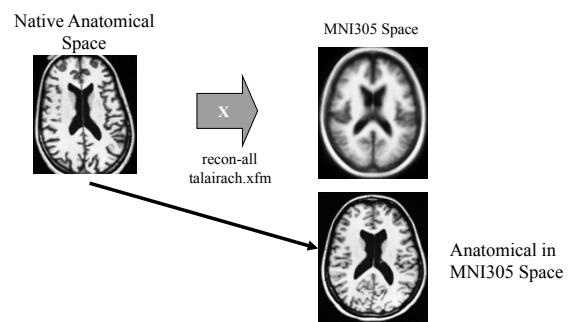 Native Anatomical
Space
MNI305 Space
X
recon-all
talairach.xfm
Anatomical in
MNI305 Space